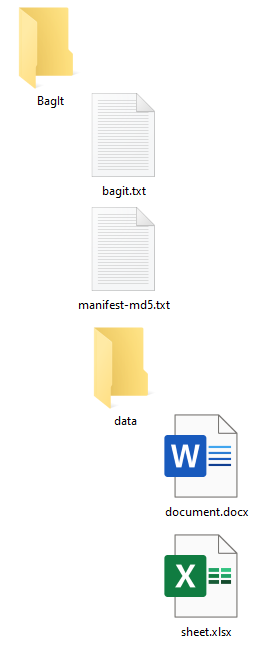 BagIt
bagit.txt
manifest-md5.txt
data
W
document.docx
X
sheet.xlsx